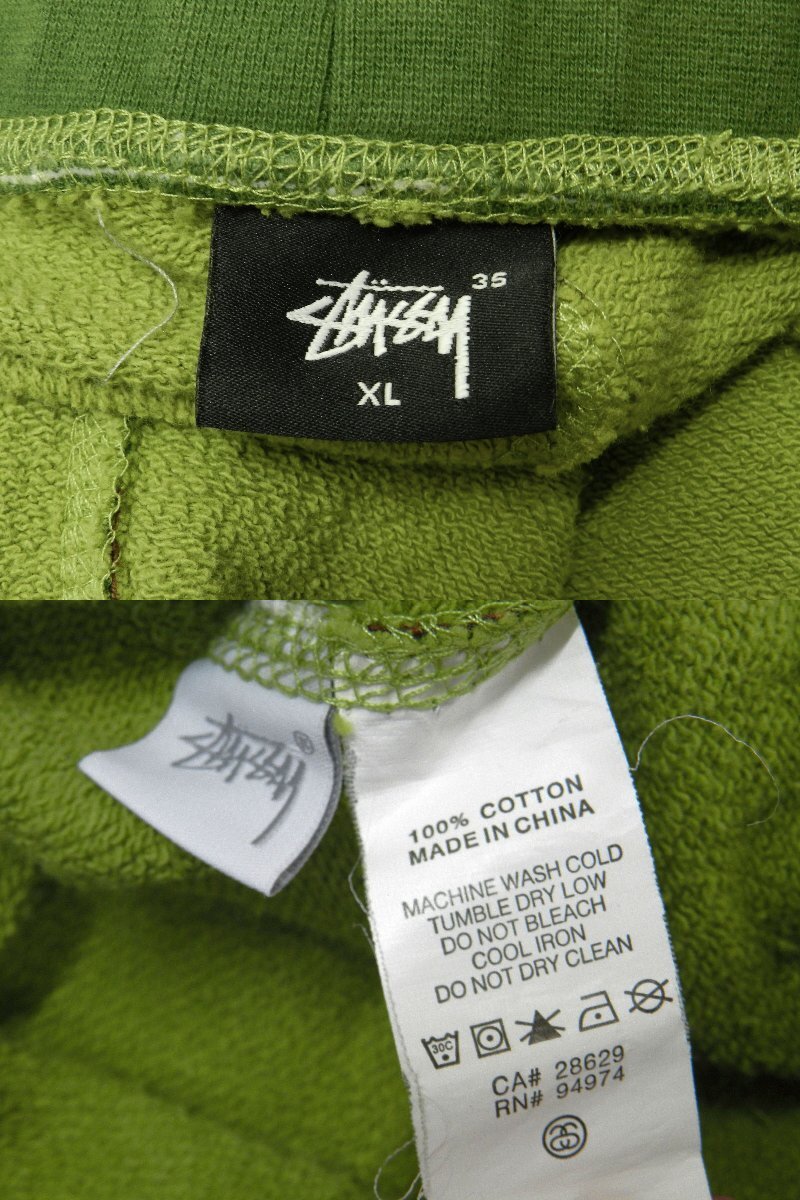 Stüssy 35
XL
Stüssy ®
100% COTTON
MADE IN CHINA
MACHINE WASH COLD
TUMBLE DRY LOW
DO NOT BLEACH
COOL IRON
DO NOT DRY CLEAN
30C
CA# 28629
RN# 94974